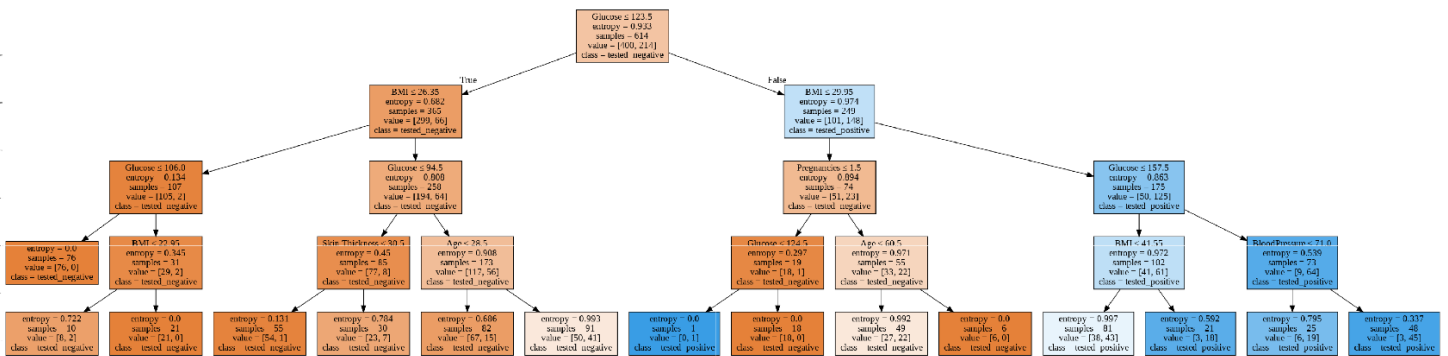 Glucose ≤ 123.5
entropy = 0.933
samples = 614
value = [400, 214]
class = tested_negative
True
False
BMI ≤ 26.35
entropy = 0.682
samples = 365
value = [299, 66]
class = tested_negative
BMI ≤ 29.95
entropy = 0.974
samples = 249
value = [101, 148]
class = tested_positive
Glucose ≤ 106.0
entropy = 0.134
samples = 107
value = [105, 2]
class = tested_negative
Glucose ≤ 94.5
entropy = 0.808
samples = 258
value = [194, 64]
class = tested_negative
Pregnancies ≤ 1.5
entropy = 0.894
samples = 74
value = [51, 23]
class = tested_negative
Glucose ≤ 157.5
entropy = 0.863
samples = 175
value = [50, 125]
class = tested_positive
entropy = 0.0
samples = 76
value = [76, 0]
class = tested_negative
BMI ≤ 22.95
entropy = 0.345
samples = 31
value = [29, 2]
class = tested_negative
Skin Thickness ≤ 30.5
entropy = 0.45
samples = 85
value = [77, 8]
class = tested_negative
Age ≤ 28.5
entropy = 0.908
samples = 173
value = [117, 56]
class = tested_negative
Glucose ≤ 124.5
entropy = 0.297
samples = 19
value = [18, 1]
class = tested_negative
Age ≤ 60.5
entropy = 0.971
samples = 55
value = [33, 22]
class = tested_negative
BMI ≤ 41.55
entropy = 0.972
samples = 102
value = [41, 61]
class = tested_positive
BloodPressure ≤ 71.0
entropy = 0.539
samples = 73
value = [9, 64]
class = tested_positive
entropy = 0.722
samples = 10
value = [8, 2]
class = tested_negative
entropy = 0.0
samples = 21
value = [21, 0]
class = tested_negative
entropy = 0.131
samples = 55
value = [54, 1]
class = tested_negative
entropy = 0.784
samples = 30
value = [23, 7]
class = tested_negative
entropy = 0.686
samples = 82
value = [67, 15]
class = tested_negative
entropy = 0.993
samples = 91
value = [50, 41]
class = tested_negative
entropy = 0.0
samples = 1
value = [0, 1]
class = tested_positive
entropy = 0.0
samples = 18
value = [18, 0]
class = tested_negative
entropy = 0.992
samples = 49
value = [27, 22]
class = tested_negative
entropy = 0.0
samples = 6
value = [6, 0]
class = tested_negative
entropy = 0.997
samples = 81
value = [38, 43]
class = tested_positive
entropy = 0.592
samples = 21
value = [3, 18]
class = tested_positive
entropy = 0.795
samples = 25
value = [6, 19]
class = tested_positive
entropy = 0.337
samples = 48
value = [3, 45]
class = tested_positive